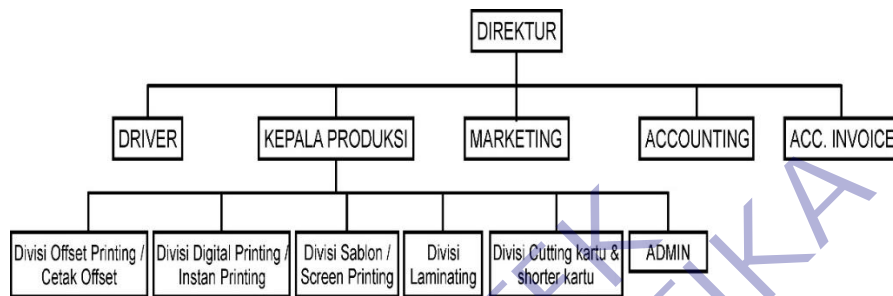 DIREKTUR
DRIVER
KEPALA PRODUKSI
MARKETING
ACCOUNTING
ACC. INVOICE
Divisi Offset Printing /
Cetak Offset
Divisi Digital Printing /
Instan Printing
Divisi Sablon /
Screen Printing
Divisi
Laminating
Divisi Cutting kartu &
shorter kartu
ADMIN